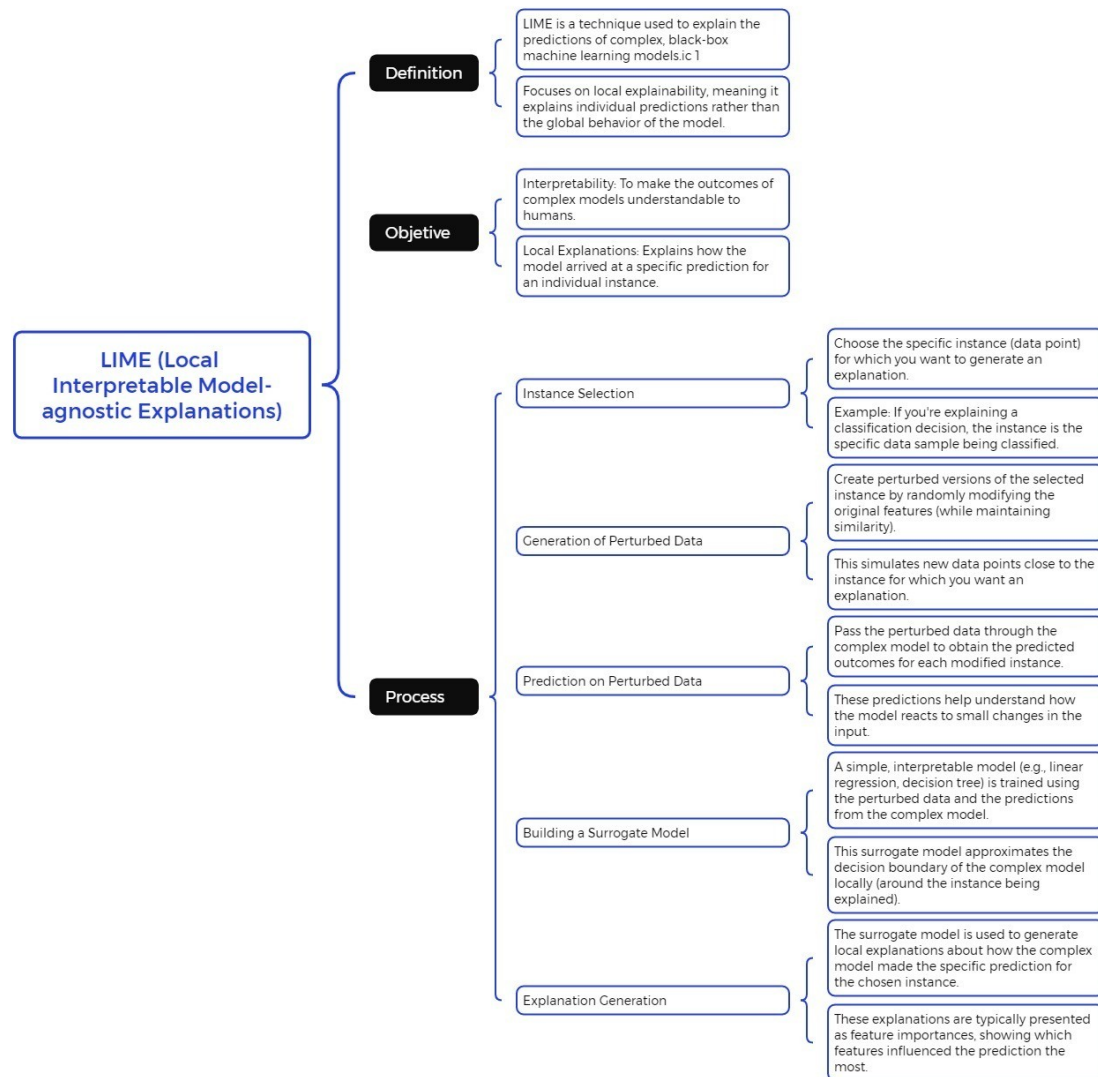 LIME (Local
Interpretable Model-
agnostic Explanations)
Definition
LIME is a technique used to explain the
predictions of complex, black-box
machine learning models.ic 1
Focuses on local explainability, meaning it
explains individual predictions rather than
the global behavior of the model.
Objetive
Interpretability: To make the outcomes of
complex models understandable to
humans.
Local Explanations: Explains how the
model arrived at a specific prediction for
an individual instance.
Process
Instance Selection
Choose the specific instance (data point)
for which you want to generate an
explanation.
Example: If you're explaining a
classification decision, the instance is the
specific data sample being classified.
Generation of Perturbed Data
Create perturbed versions of the selected
instance by randomly modifying the
original features (while maintaining
similarity).
This simulates new data points close to the
instance for which you want an
explanation.
Prediction on Perturbed Data
Pass the perturbed data through the
complex model to obtain the predicted
outcomes for each modified instance.
These predictions help understand how
the model reacts to small changes in the
input.
Building a Surrogate Model
A simple, interpretable model (e.g., linear
regression, decision tree) is trained using
the perturbed data and the predictions
from the complex model.
This surrogate model approximates the
decision boundary of the complex model
locally (around the instance being
explained).
Explanation Generation
The surrogate model is used to generate
local explanations about how the complex
model made the specific prediction for
the chosen instance.
These explanations are typically presented
as feature importances, showing which
features influenced the prediction the
most.